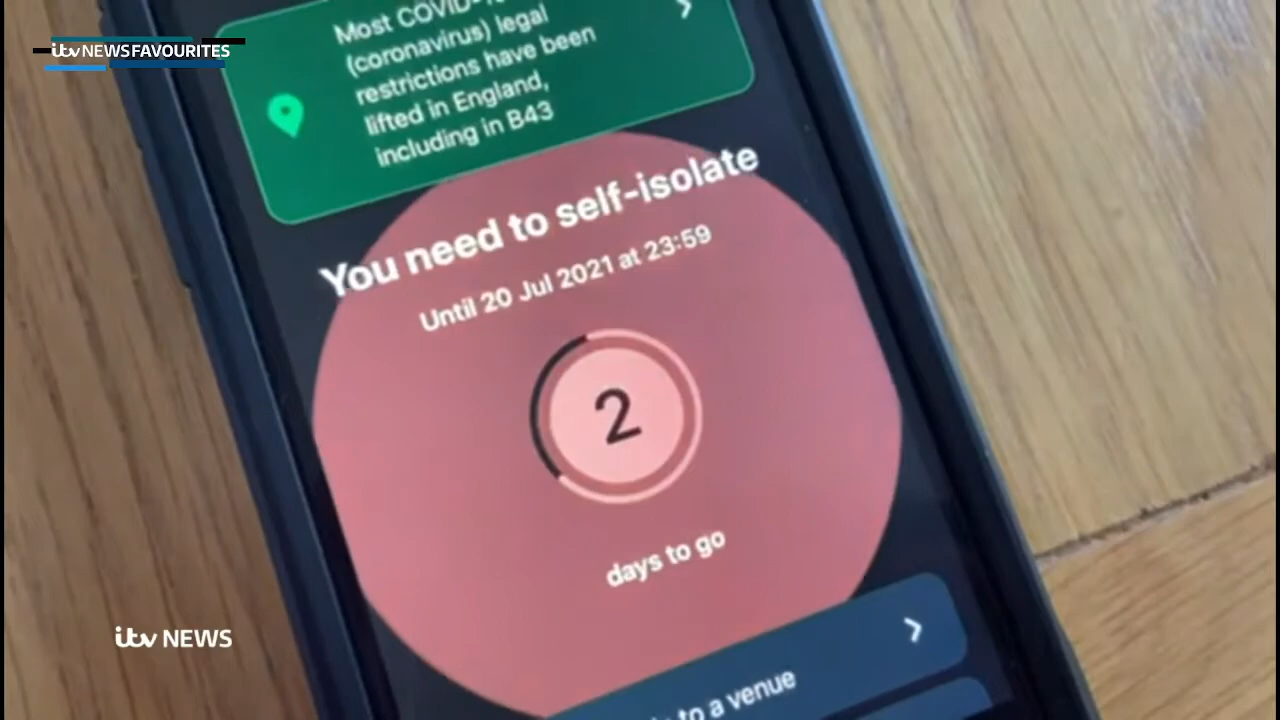 itv NEWS FAVOURITES
Most COVID-
(coronavirus) legal
restrictions have been
lifted in England,
including in B43
You need to self-isolate
Until 20 Jul 2021 at 23:59
2
days to go
to a venue
itv NEWS